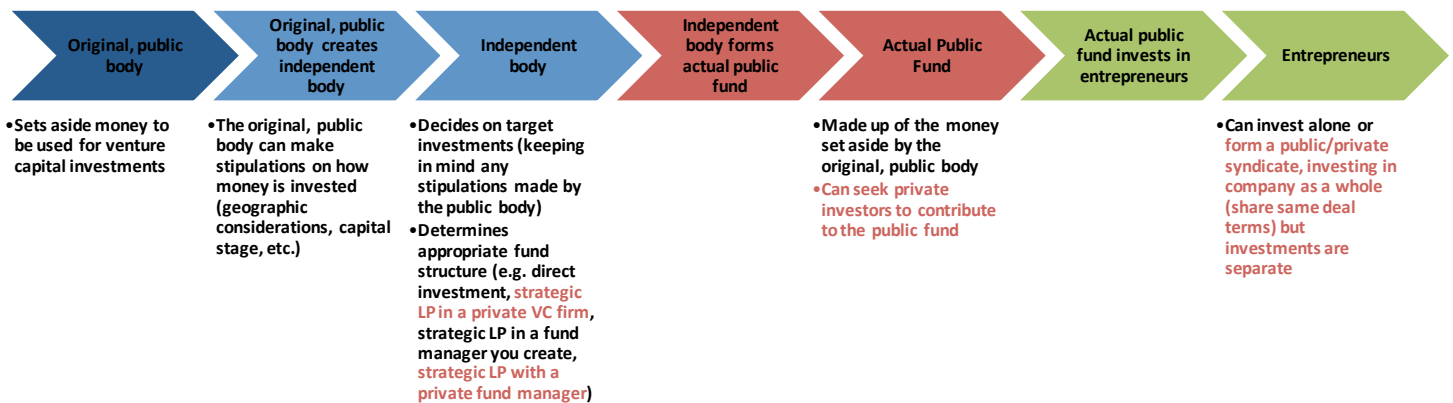 Original, public
body
Original, public
body creates
independent
body
Independent
body
Independent
body forms
actual public
fund
Actual Public
Fund
Actual public
fund invests in
entrepreneurs
Entrepreneurs
•Sets aside money to
be used for venture
capital investments
•The original, public
body can make
stipulations on how
money is invested
(geographic
considerations, capital
stage, etc.)
•Decides on target
investments (keeping
in mind any
stipulations made by
the public body)
•Determines
appropriate fund
structure (e.g. direct
investment, strategic
LP in a private VC firm,
strategic LP in a fund
manager you create,
strategic LP with a
private fund manager)
•Made up of the money
set aside by the
original, public body
•Can seek private
investors to contribute
to the public fund
•Can invest alone or
form a public/private
syndicate, investing in
company as a whole
(share same deal
terms) but
investments are
separate